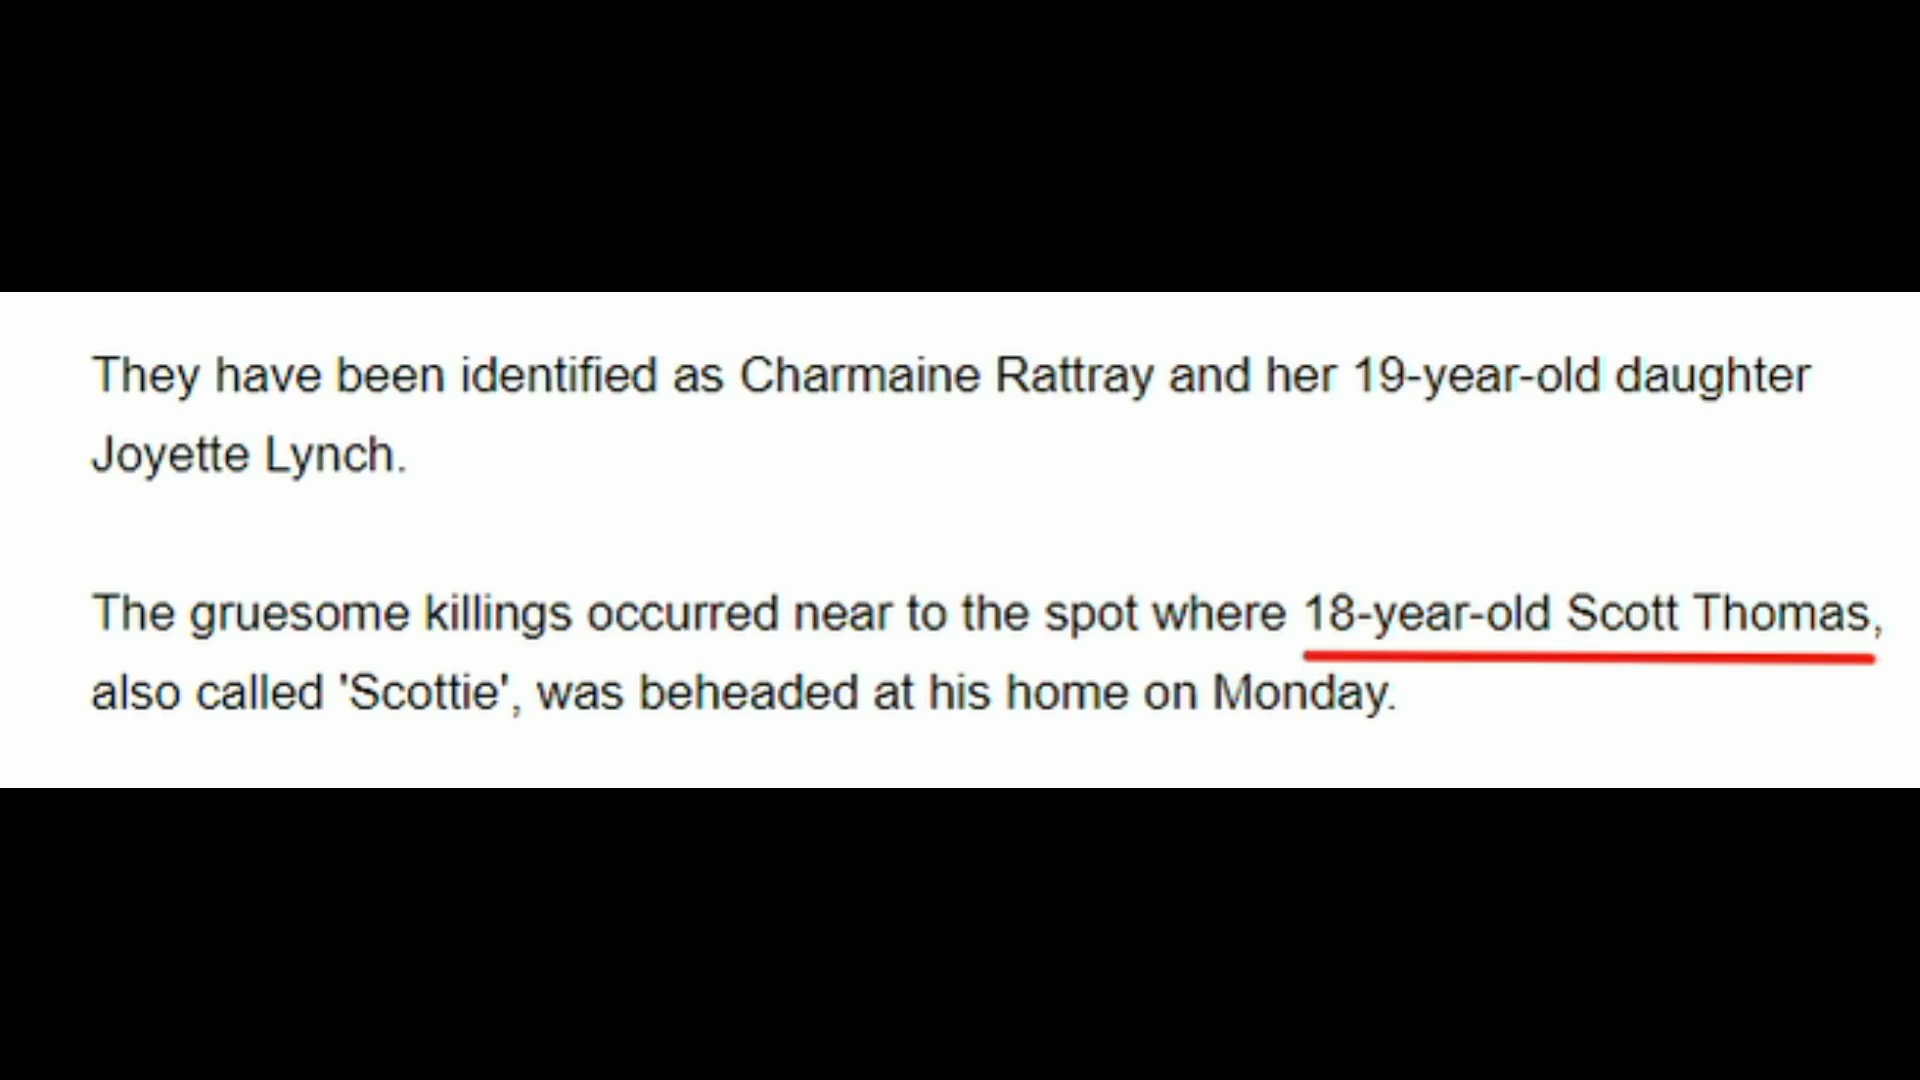 They have been identified as Charmaine Rattray and her 19-year-old daughter
Joyette Lynch.
The gruesome killings occurred near to the spot where 18-year-old Scott Thomas,
also called 'Scottie', was beheaded at his home on Monday.